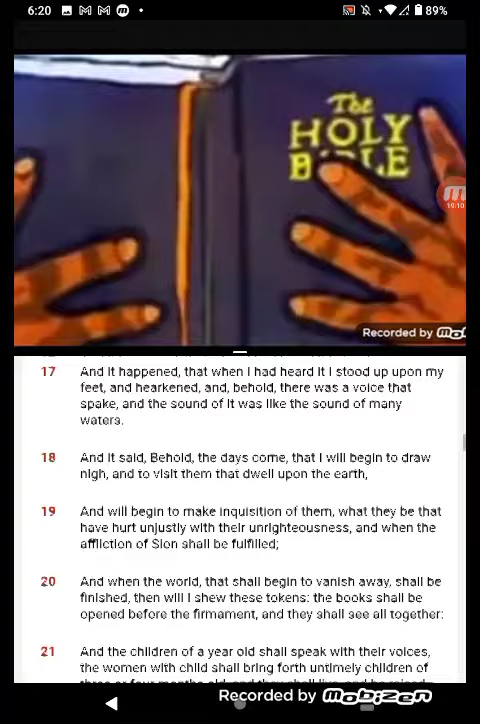 6:20
89%
The
HOLY
BIBLE
10:10
Recorded by
17 And it happened, that when I had heard it I stood up upon my
feet, and hearkened, and, behold, there was a voice that
spake, and the sound of it was like the sound of many
waters.
18 And it said, Behold, the days come, that I will begin to draw
nigh, and to visit them that dwell upon the earth,
19 And will begin to make inquisition of them, what they be that
have hurt unjustly with their unrighteousness, and when the
affliction of Sion shall be fulfilled;
20 And when the world, that shall begin to vanish away, shall be
finished, then will I shew these tokens: the books shall be
opened before the firmament, and they shall see all together:
21 And the children of a year old shall speak with their voices,
the women with child shall bring forth untimely children of
Recorded by mobizen